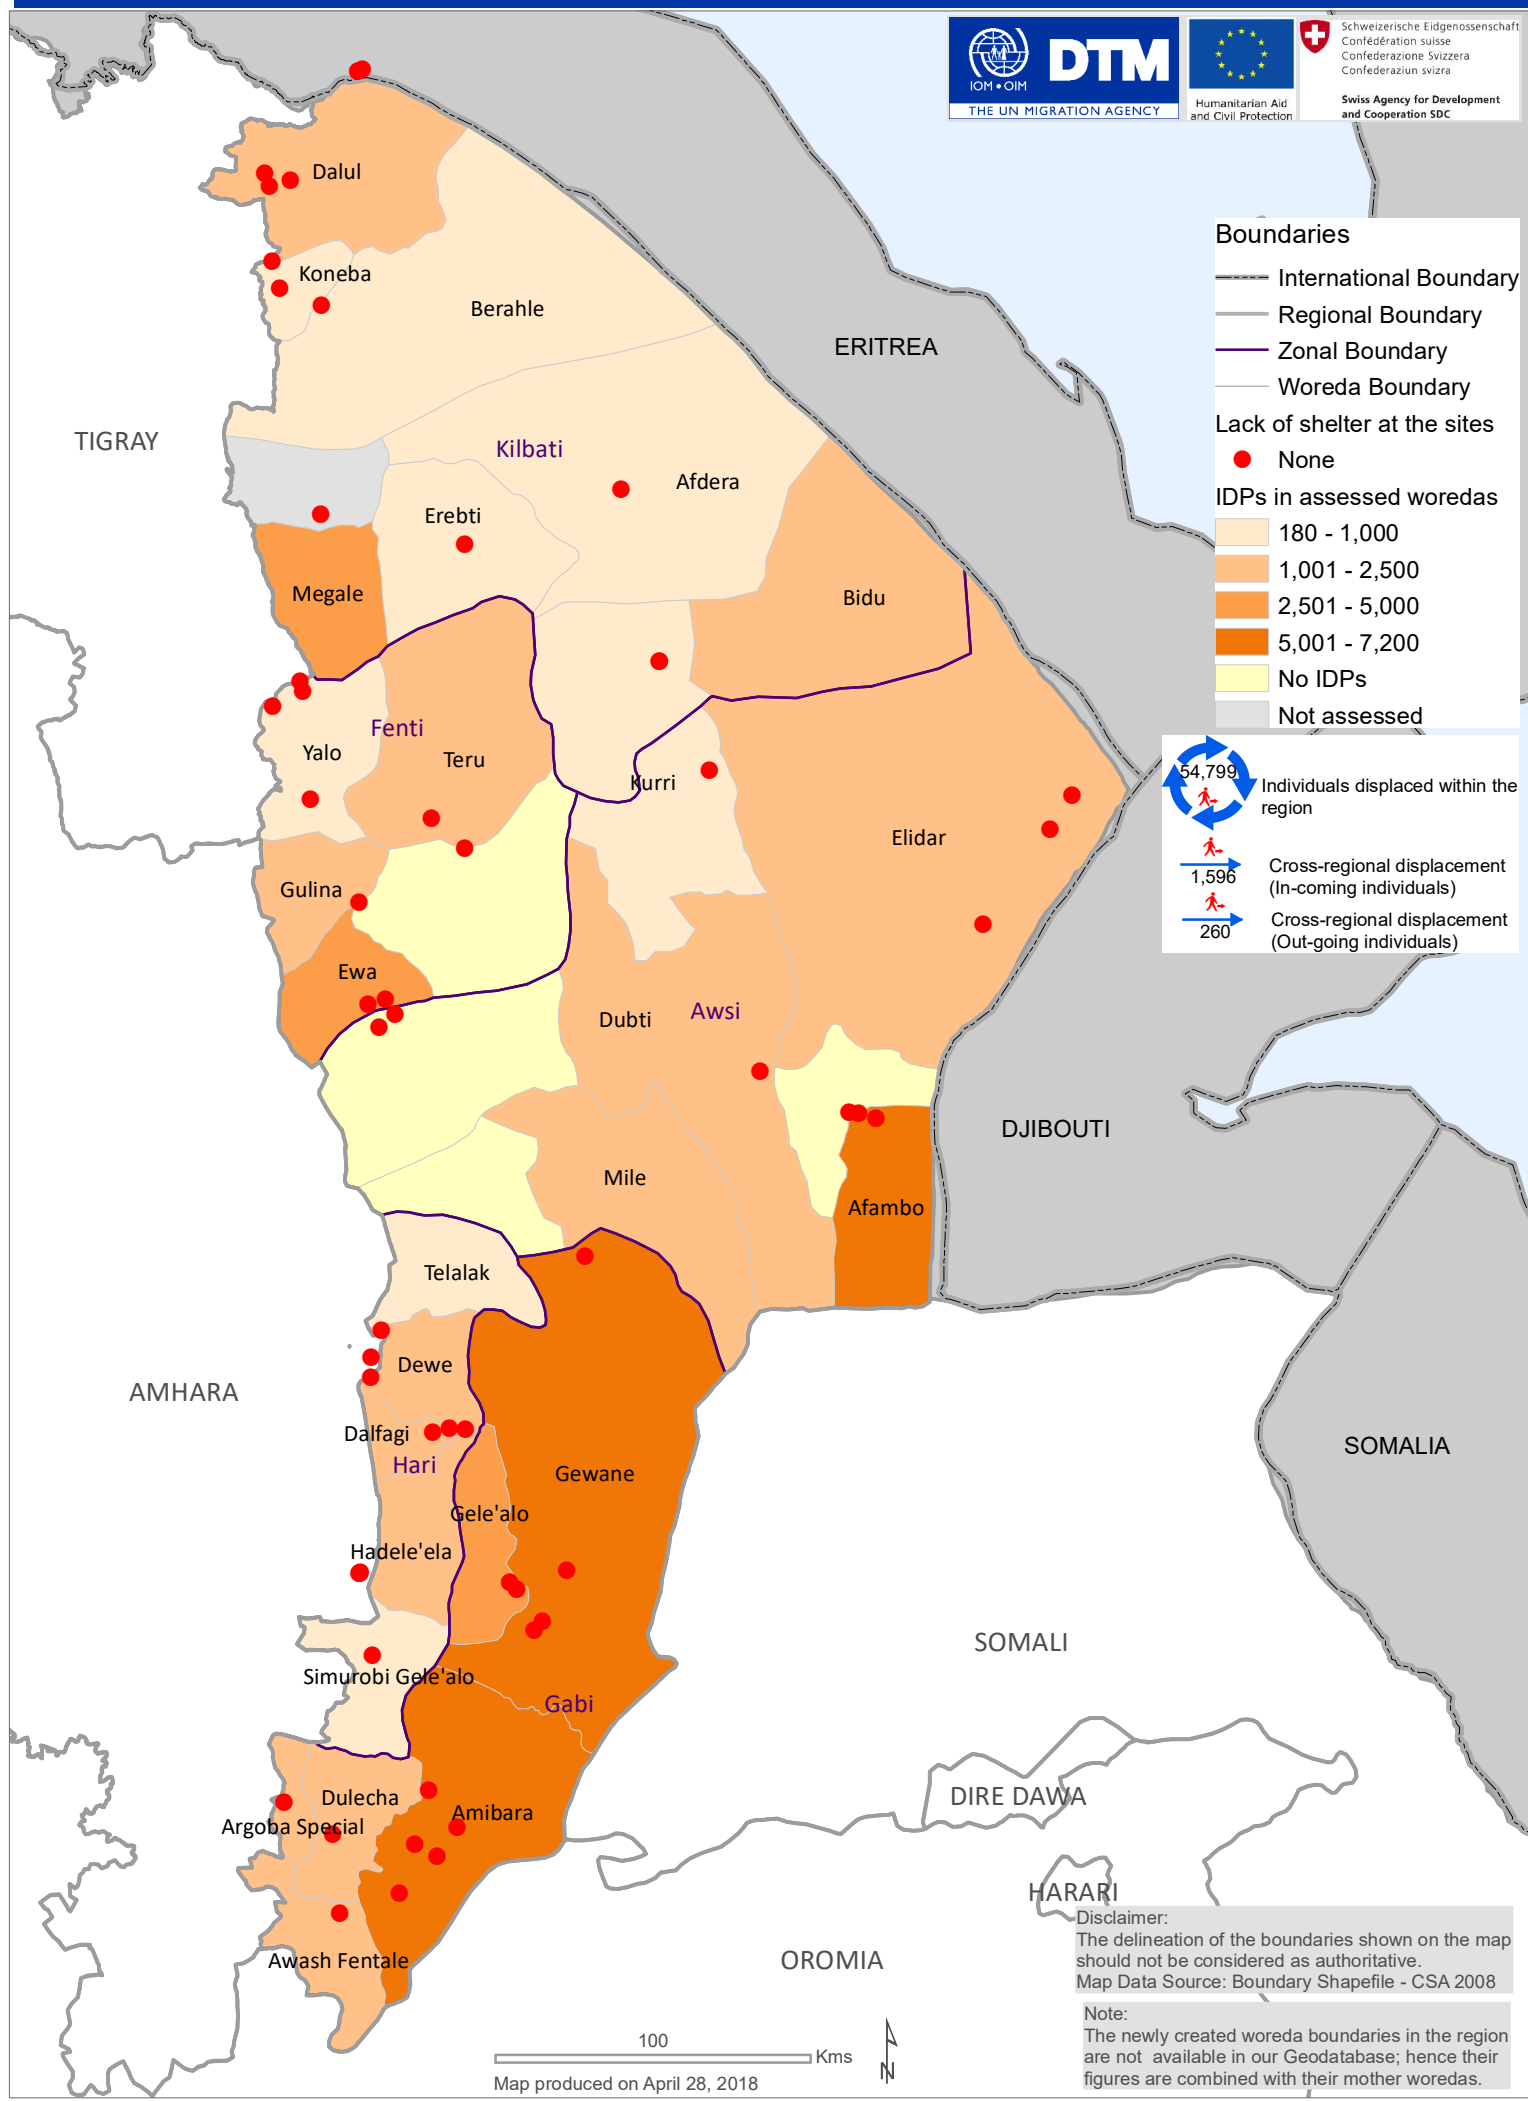 IOM • OIM
DTM
THE UN MIGRATION AGENCY
Humanitarian Aid
and Civil Protection
Schweizerische Eidgenossenschaft
Confédération suisse
Confederazione Svizzera
Confederaziun svizra
Swiss Agency for Development
and Cooperation SDC
Boundaries
International Boundary
Regional Boundary
Zonal Boundary
Woreda Boundary
Lack of shelter at the sites
None
IDPs in assessed woredas
180 - 1,000
1,001 - 2,500
2,501 - 5,000
5,001 - 7,200
No IDPs
Not assessed
54,799
Individuals displaced within the
region
1,596
Cross-regional displacement
(In-coming individuals)
260
Cross-regional displacement
(Out-going individuals)
Dalul
Koneba
Berahle
ERITREA
TIGRAY
Kilbati
Afdera
Erebti
Megale
Bidu
Fenti
Yalo
Teru
Kurri
Elidar
Gulina
Ewa
Dubti
Awsi
DJIBOUTI
Mile
Afambo
Telalak
Dewe
AMHARA
Dalfagi
Hari
Gewane
SOMALIA
Gele'alo
Hadele'ela
SOMALI
Simurobi Gele'alo
Gabi
Dulecha
DIRE DAWA
Amibara
Argoba Special
HARARI
Awash Fentale
OROMIA
Disclaimer:
The delineation of the boundaries shown on the map
should not be considered as authoritative.
Map Data Source: Boundary Shapefile - CSA 2008
Note:
The newly created woreda boundaries in the region
are not available in our Geodatabase; hence their
figures are combined with their mother woredas.
100
Kms
N
Map produced on April 28, 2018